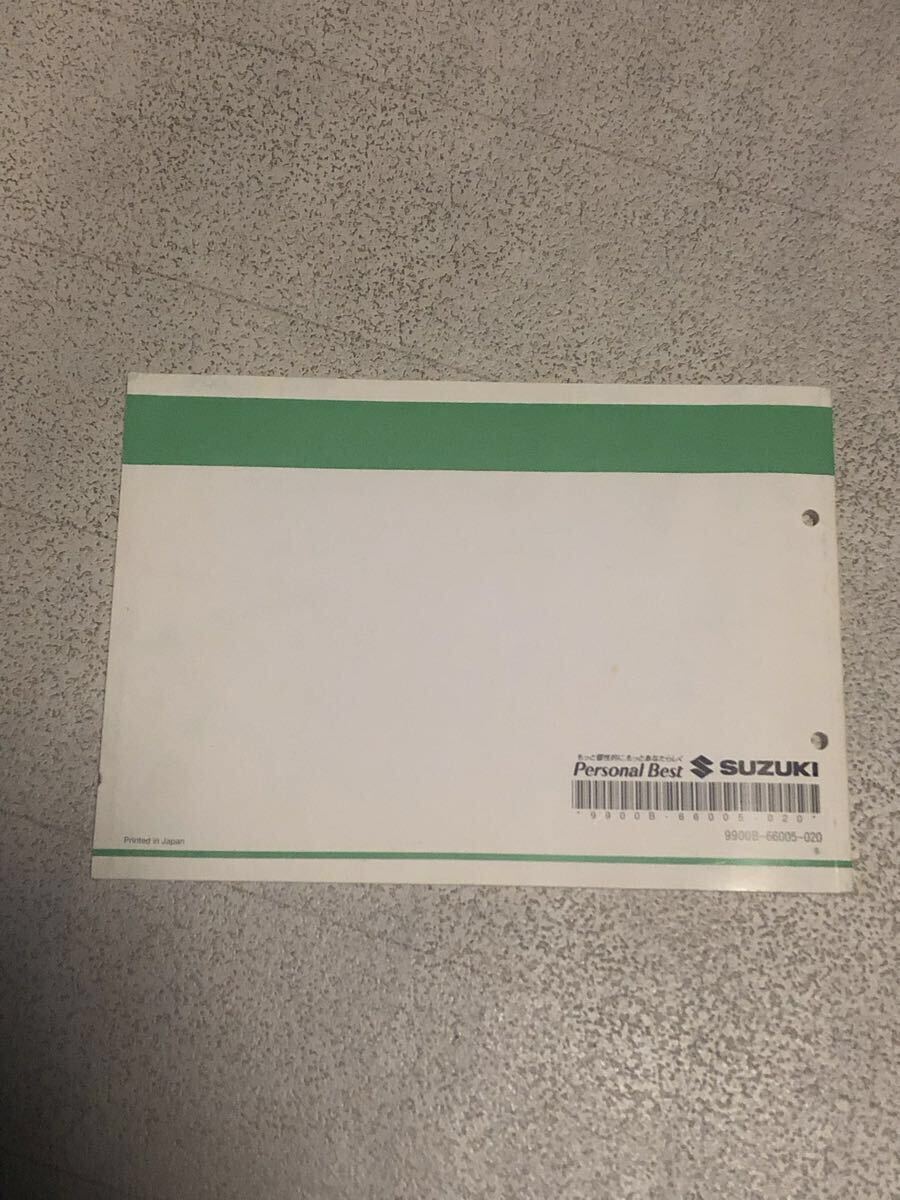 もっと個性的に、もっとあなたらしく
Personal Best SUZUKI
*9900B-66005-020*
9900B-66005-020
Printed in Japan